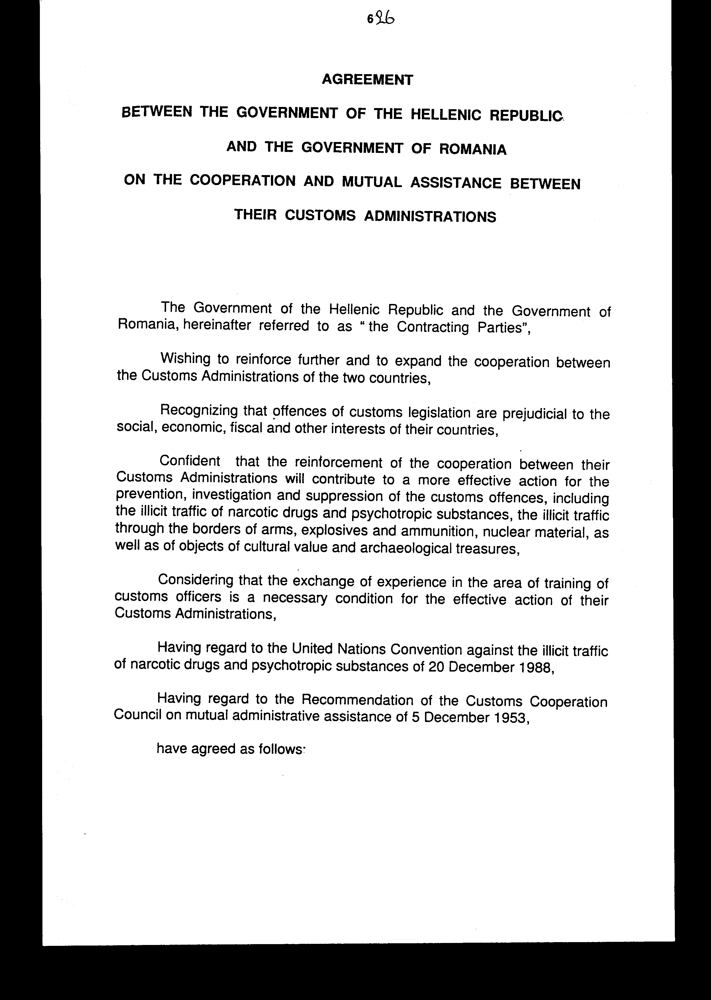 626
AGREEMENT
BETWEEN THE GOVERNMENT OF THE HELLENIC REPUBLIC
AND THE GOVERNMENT OF ROMANIA
ON THE COOPERATION AND MUTUAL ASSISTANCE BETWEEN
THEIR CUSTOMS ADMINISTRATIONS
The Government of the Hellenic Republic and the Government of
Romania, hereinafter referred to as “ the Contracting Parties”,
Wishing to reinforce further and to expand the cooperation between
the Customs Administrations of the two countries,
Recognizing that offences of customs legislation are prejudicial to the
social, economic, fiscal and other interests of their countries,
Confident that the reinforcement of the cooperation between their
Customs Administrations will contribute to a more effective action for the
prevention, investigation and suppression of the customs offences, including
the illicit traffic of narcotic drugs and psychotropic substances, the illicit traffic
through the borders of arms, explosives and ammunition, nuclear material, as
well as of objects of cultural value and archaeological treasures,
Considering that the exchange of experience in the area of training of
customs officers is a necessary condition for the effective action of their
Customs Administrations,
Having regard to the United Nations Convention against the illicit traffic
of narcotic drugs and psychotropic substances of 20 December 1988,
Having regard to the Recommendation of the Customs Cooperation
Council on mutual administrative assistance of 5 December 1953,
have agreed as follows: